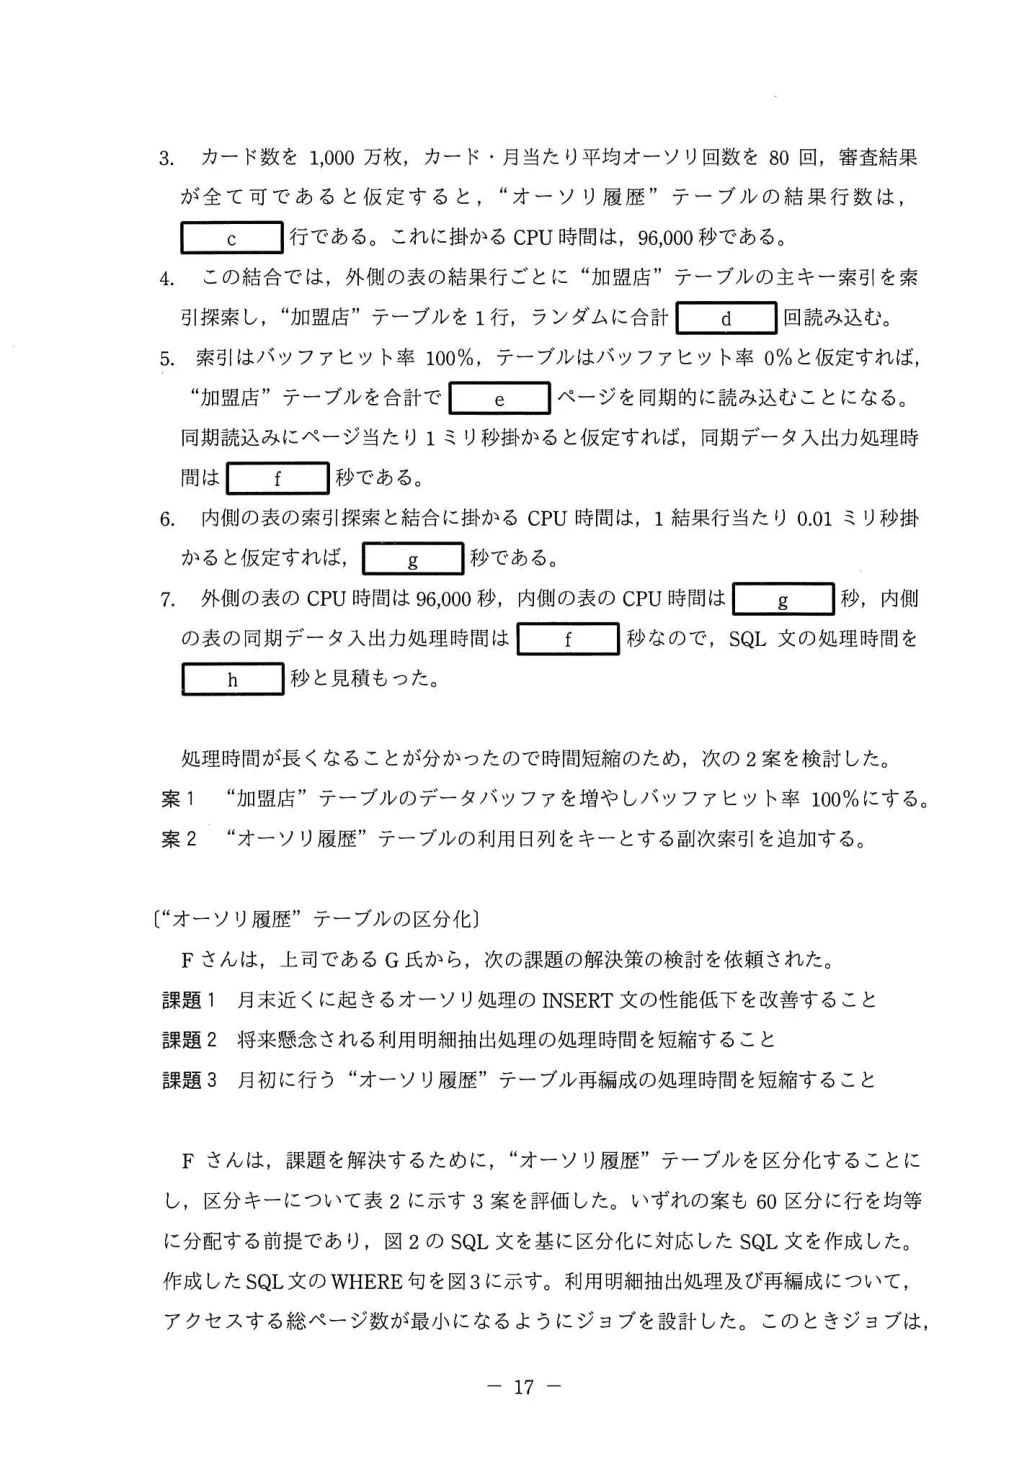 3. カード数を 1,000 万枚，カード・月当たり平均オーソリ回数を 80 回，審査結果
が全て可であると仮定すると，“オーソリ履歴” テーブルの結果行数は，
c 行である。これに掛かる CPU 時間は，96,000 秒である。
4. この結合では，外側の表の結果行ごとに “加盟店” テーブルの主キー索引を索
引探索し，“加盟店” テーブルを 1 行，ランダムに合計 d 回読み込む。
5. 索引はバッファヒット率 100%，テーブルはバッファヒット率 0%と仮定すれば，
“加盟店” テーブルを合計で e ページを同期的に読み込むことになる。
同期読込みにページ当たり 1 ミリ秒掛かると仮定すれば，同期データ入出力処理時
間は f 秒である。
6. 内側の表の索引探索と結合に掛かる CPU 時間は，1 結果行当たり 0.01 ミリ秒掛
かると仮定すれば， g 秒である。
7. 外側の表の CPU 時間は 96,000 秒，内側の表の CPU 時間は g 秒，内側
の表の同期データ入出力処理時間は f 秒なので，SQL 文の処理時間を
h 秒と見積もった。
処理時間が長くなることが分かったので時間短縮のため，次の 2 案を検討した。
案1 “加盟店” テーブルのデータバッファを増やしバッファヒット率 100%にする。
案2 “オーソリ履歴” テーブルの利用日列をキーとする副次索引を追加する。
〔“オーソリ履歴” テーブルの区分化〕
F さんは，上司である G 氏から，次の課題の解決策の検討を依頼された。
課題1 月末近くに起きるオーソリ処理の INSERT 文の性能低下を改善すること
課題2 将来懸念される利用明細抽出処理の処理時間を短縮すること
課題3 月初に行う “オーソリ履歴” テーブル再編成の処理時間を短縮すること
F さんは，課題を解決するために，“オーソリ履歴” テーブルを区分化することに
し，区分キーについて表 2 に示す 3 案を評価した。いずれの案も 60 区分に行を均等
に分配する前提であり，図 2 の SQL 文を基に区分化に対応した SQL 文を作成した。
作成した SQL 文の WHERE 句を図 3 に示す。利用明細抽出処理及び再編成について，
アクセスする総ページ数が最小になるようにジョブを設計した。このときジョブは，
－ 17 －